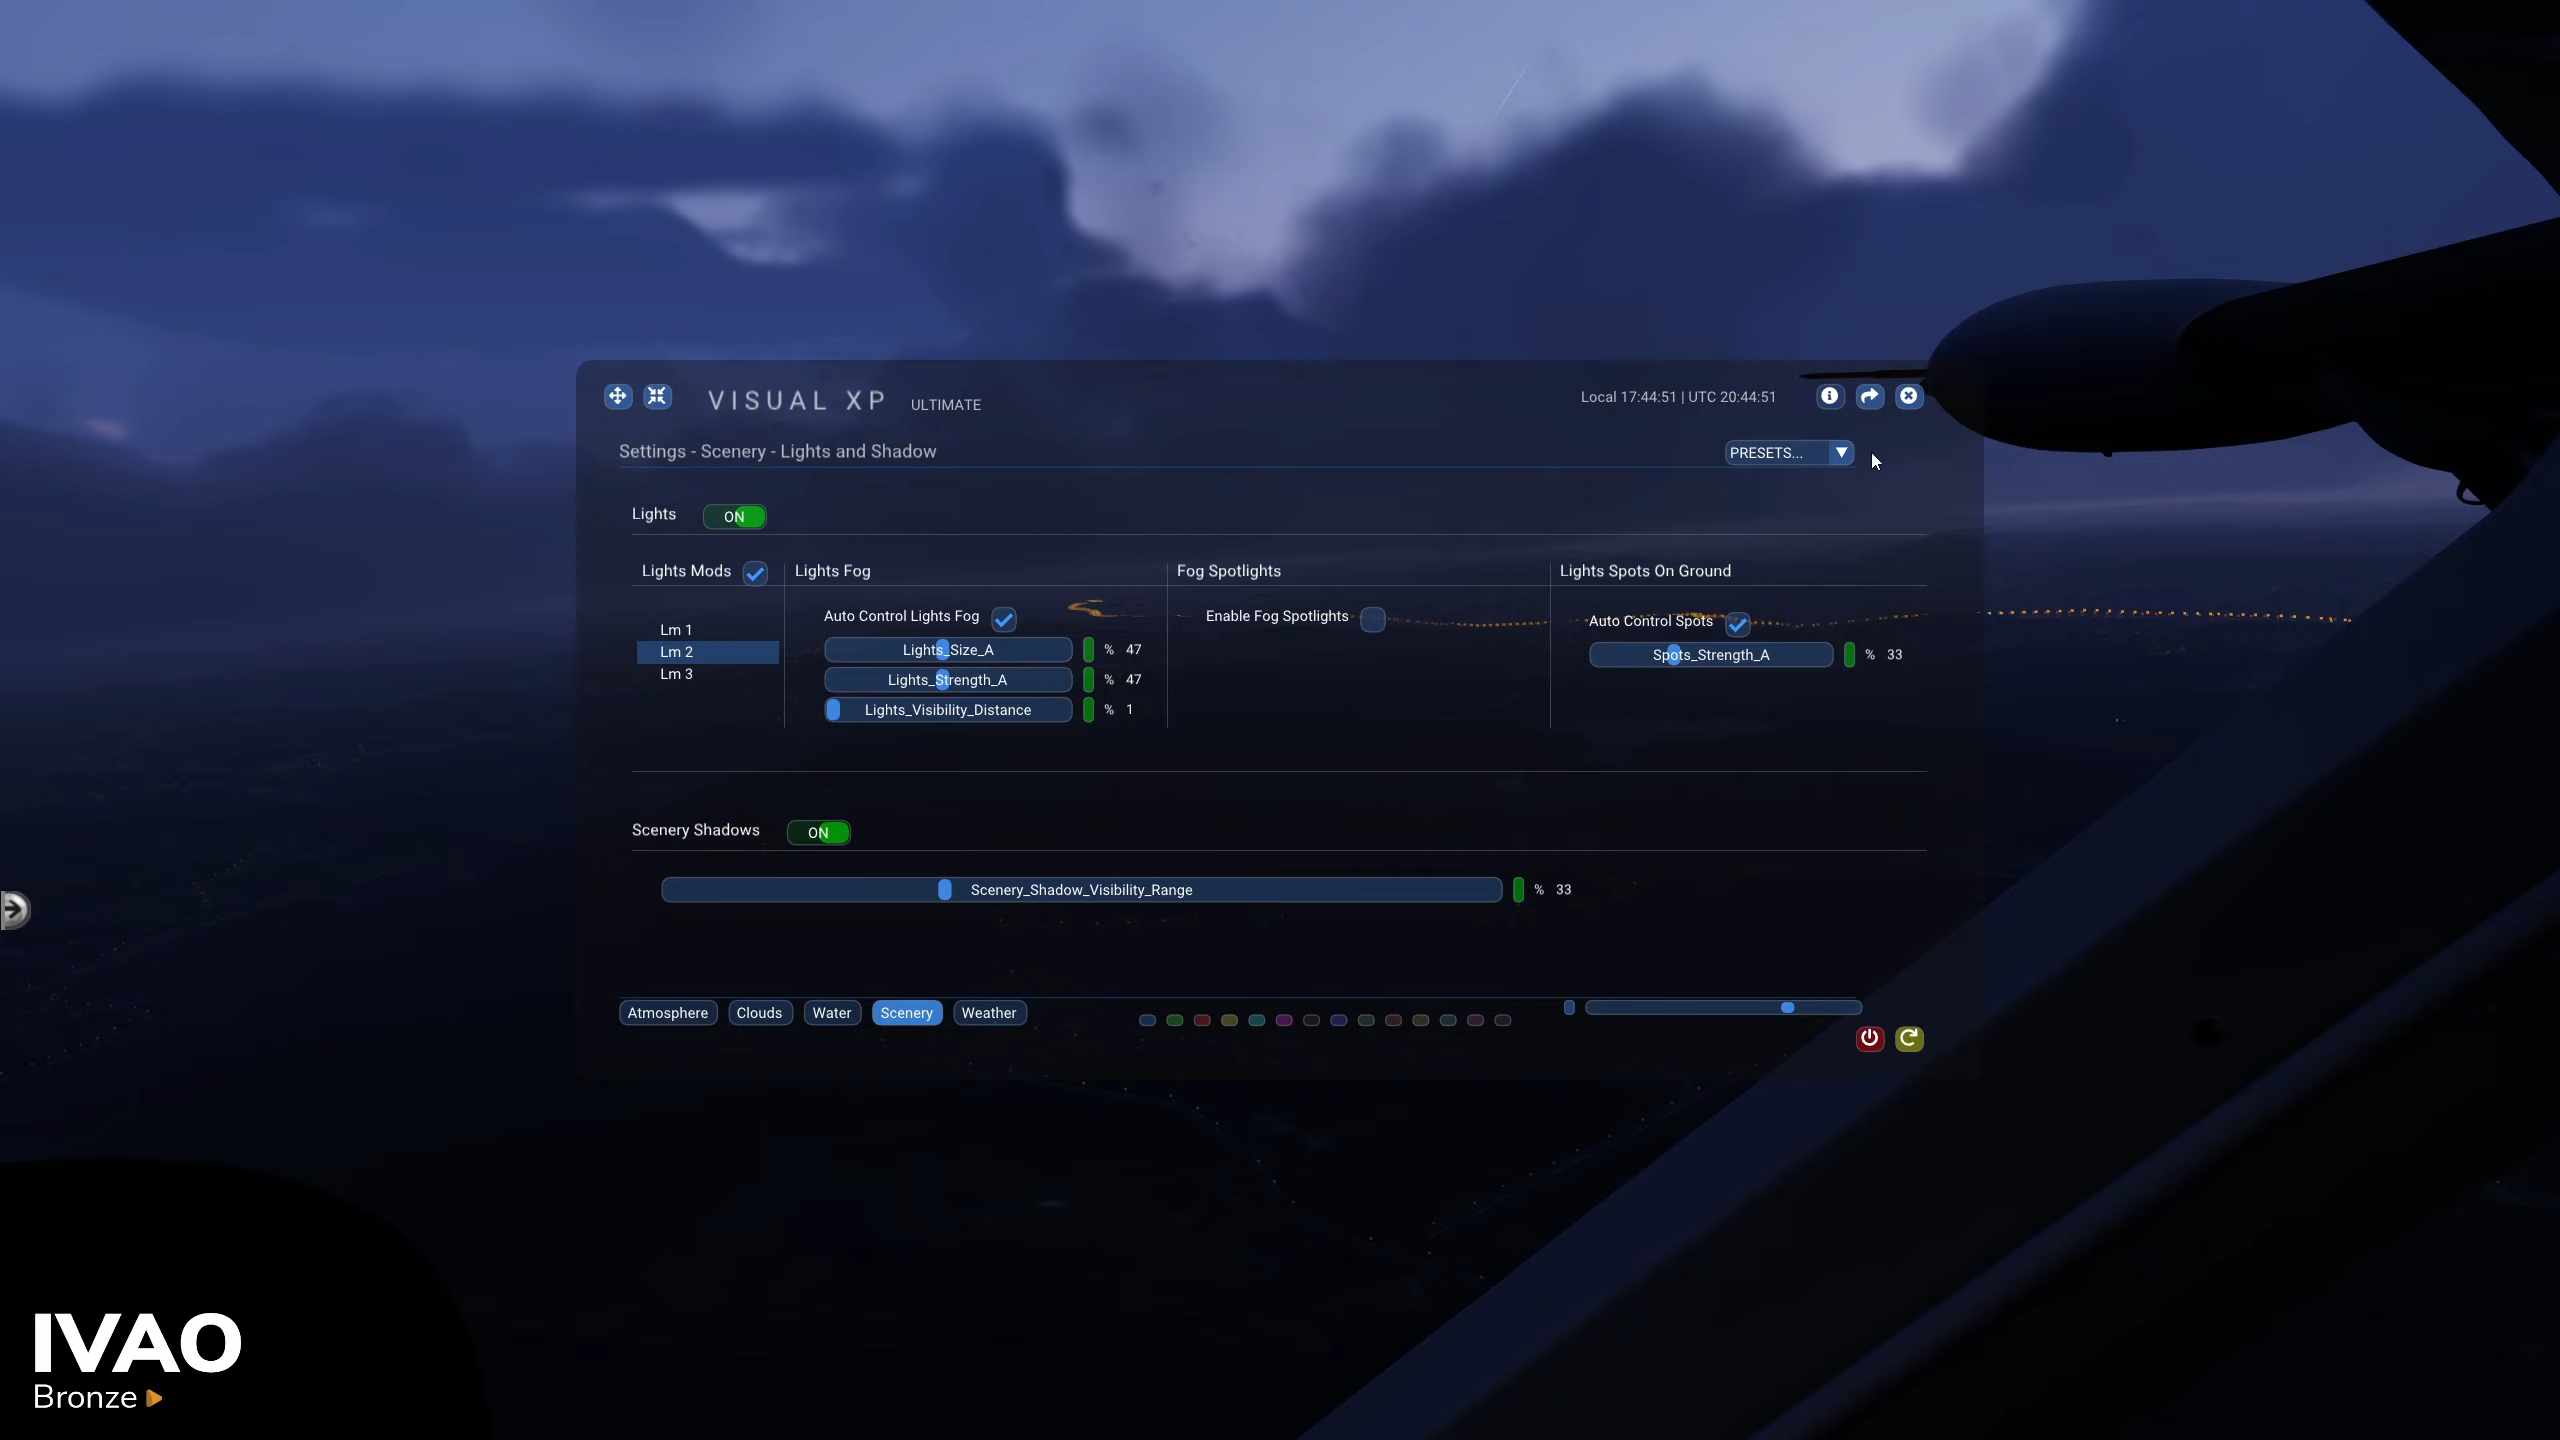 VISUAL XP ULTIMATE
Local 17:44:51 | UTC 20:44:51
Settings - Scenery - Lights and Shadow
PRESETS...
Lights ON
Lights Mods
Lights Fog
Fog Spotlights
Lights Spots On Ground
Lm 1
Lm 2
Lm 3
Auto Control Lights Fog
Lights_Size_A % 47
Lights_Strength_A % 47
Lights_Visibility_Distance % 1
Enable Fog Spotlights
Auto Control Spots
Spots_Strength_A % 33
Scenery Shadows ON
Scenery_Shadow_Visibility_Range % 33
Atmosphere Clouds Water Scenery Weather
IVAO
Bronze